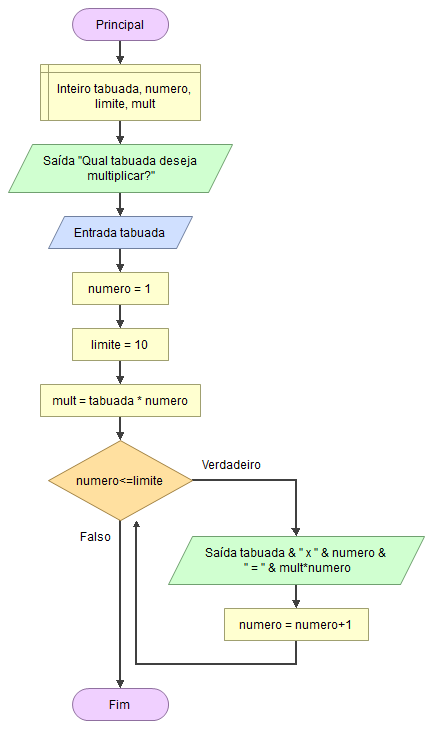 Principal
Inteiro tabuada, numero,
limite, mult
Saída "Qual tabuada deseja
multiplicar?"
Entrada tabuada
numero = 1
limite = 10
mult = tabuada * numero
numero<=limite
Verdadeiro
Falso
Saída tabuada & " x " & numero &
" = " & mult*numero
numero = numero+1
Fim